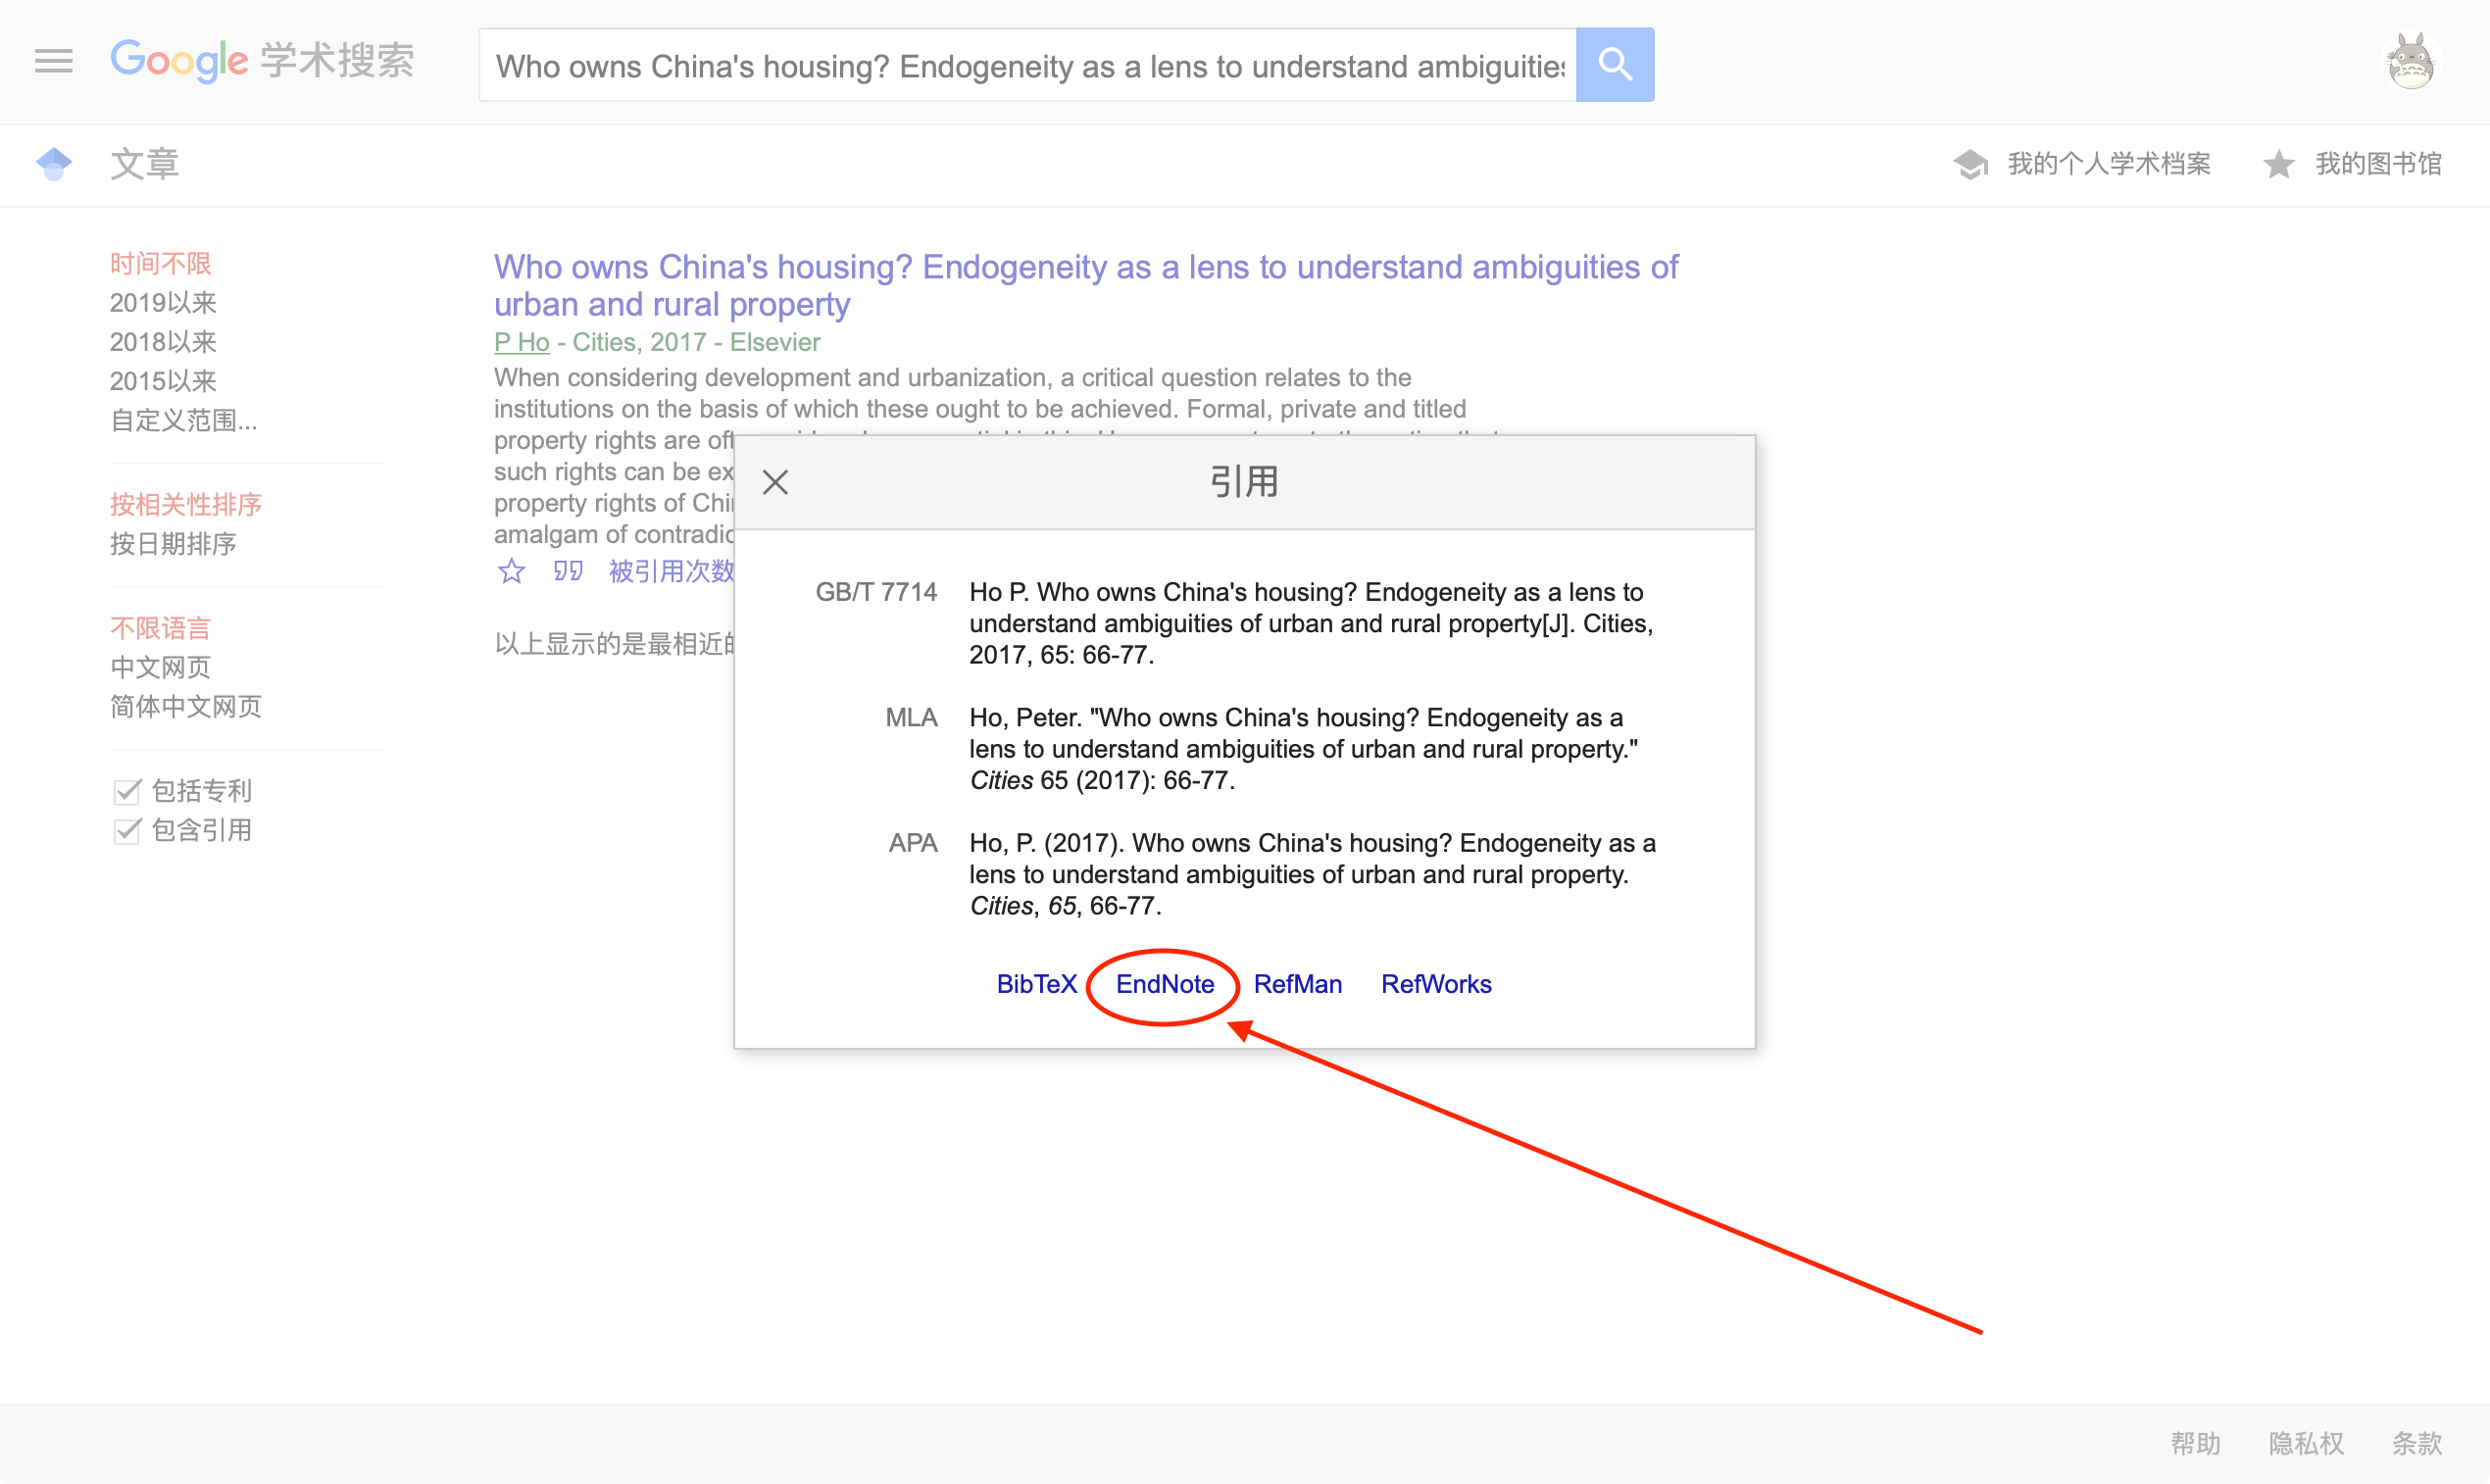 Google 学术搜索
Who owns China's housing? Endogeneity as a lens to understand ambiguities
文章
我的个人学术档案
我的图书馆
时间不限
2019以来
2018以来
2015以来
自定义范围...
按相关性排序
按日期排序
不限语言
中文网页
简体中文网页
包括专利
包含引用
Who owns China's housing? Endogeneity as a lens to understand ambiguities of
urban and rural property
P Ho - Cities, 2017 - Elsevier
When considering development and urbanization, a critical question relates to the
institutions on the basis of which these ought to be achieved. Formal, private and titled
property rights are
such rights can be
property rights of
amalgam of
被引用次数
以上显示的是最相近
引用
GB/T 7714
Ho P. Who owns China's housing? Endogeneity as a lens to
understand ambiguities of urban and rural property[J]. Cities,
2017, 65: 66-77.
MLA
Ho, Peter. "Who owns China's housing? Endogeneity as a
lens to understand ambiguities of urban and rural property."
Cities 65 (2017): 66-77.
APA
Ho, P. (2017). Who owns China's housing? Endogeneity as a
lens to understand ambiguities of urban and rural property.
Cities, 65, 66-77.
BibTeX EndNote RefMan RefWorks
帮助 隐私权 条款